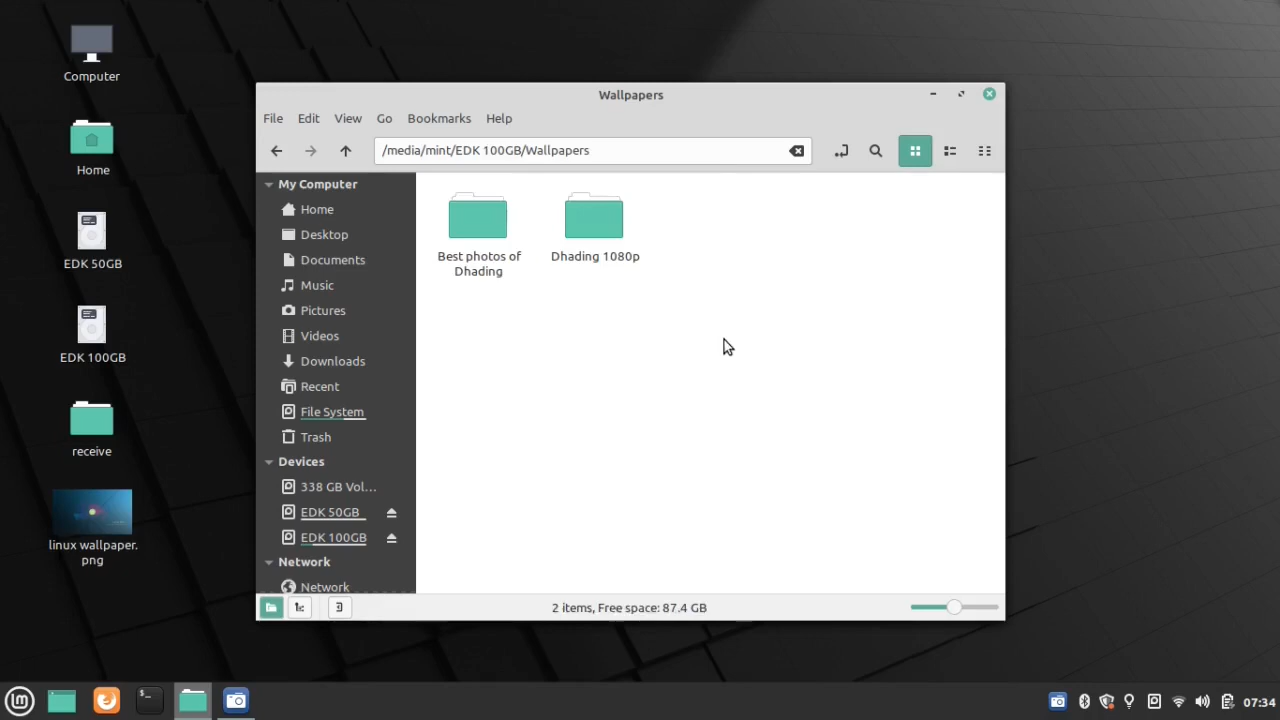 Computer
Home
EDK 50GB
EDK 100GB
receive
linux wallpaper.
png
Wallpapers
File Edit View Go Bookmarks Help
/media/mint/EDK 100GB/Wallpapers
My Computer
Home
Desktop
Documents
Music
Pictures
Videos
Downloads
Recent
File System
Trash
Devices
338 GB Vol...
EDK 50GB
EDK 100GB
Network
Network
Best photos of
Dhading
Dhading 1080p
2 items, Free space: 87.4 GB
07:34